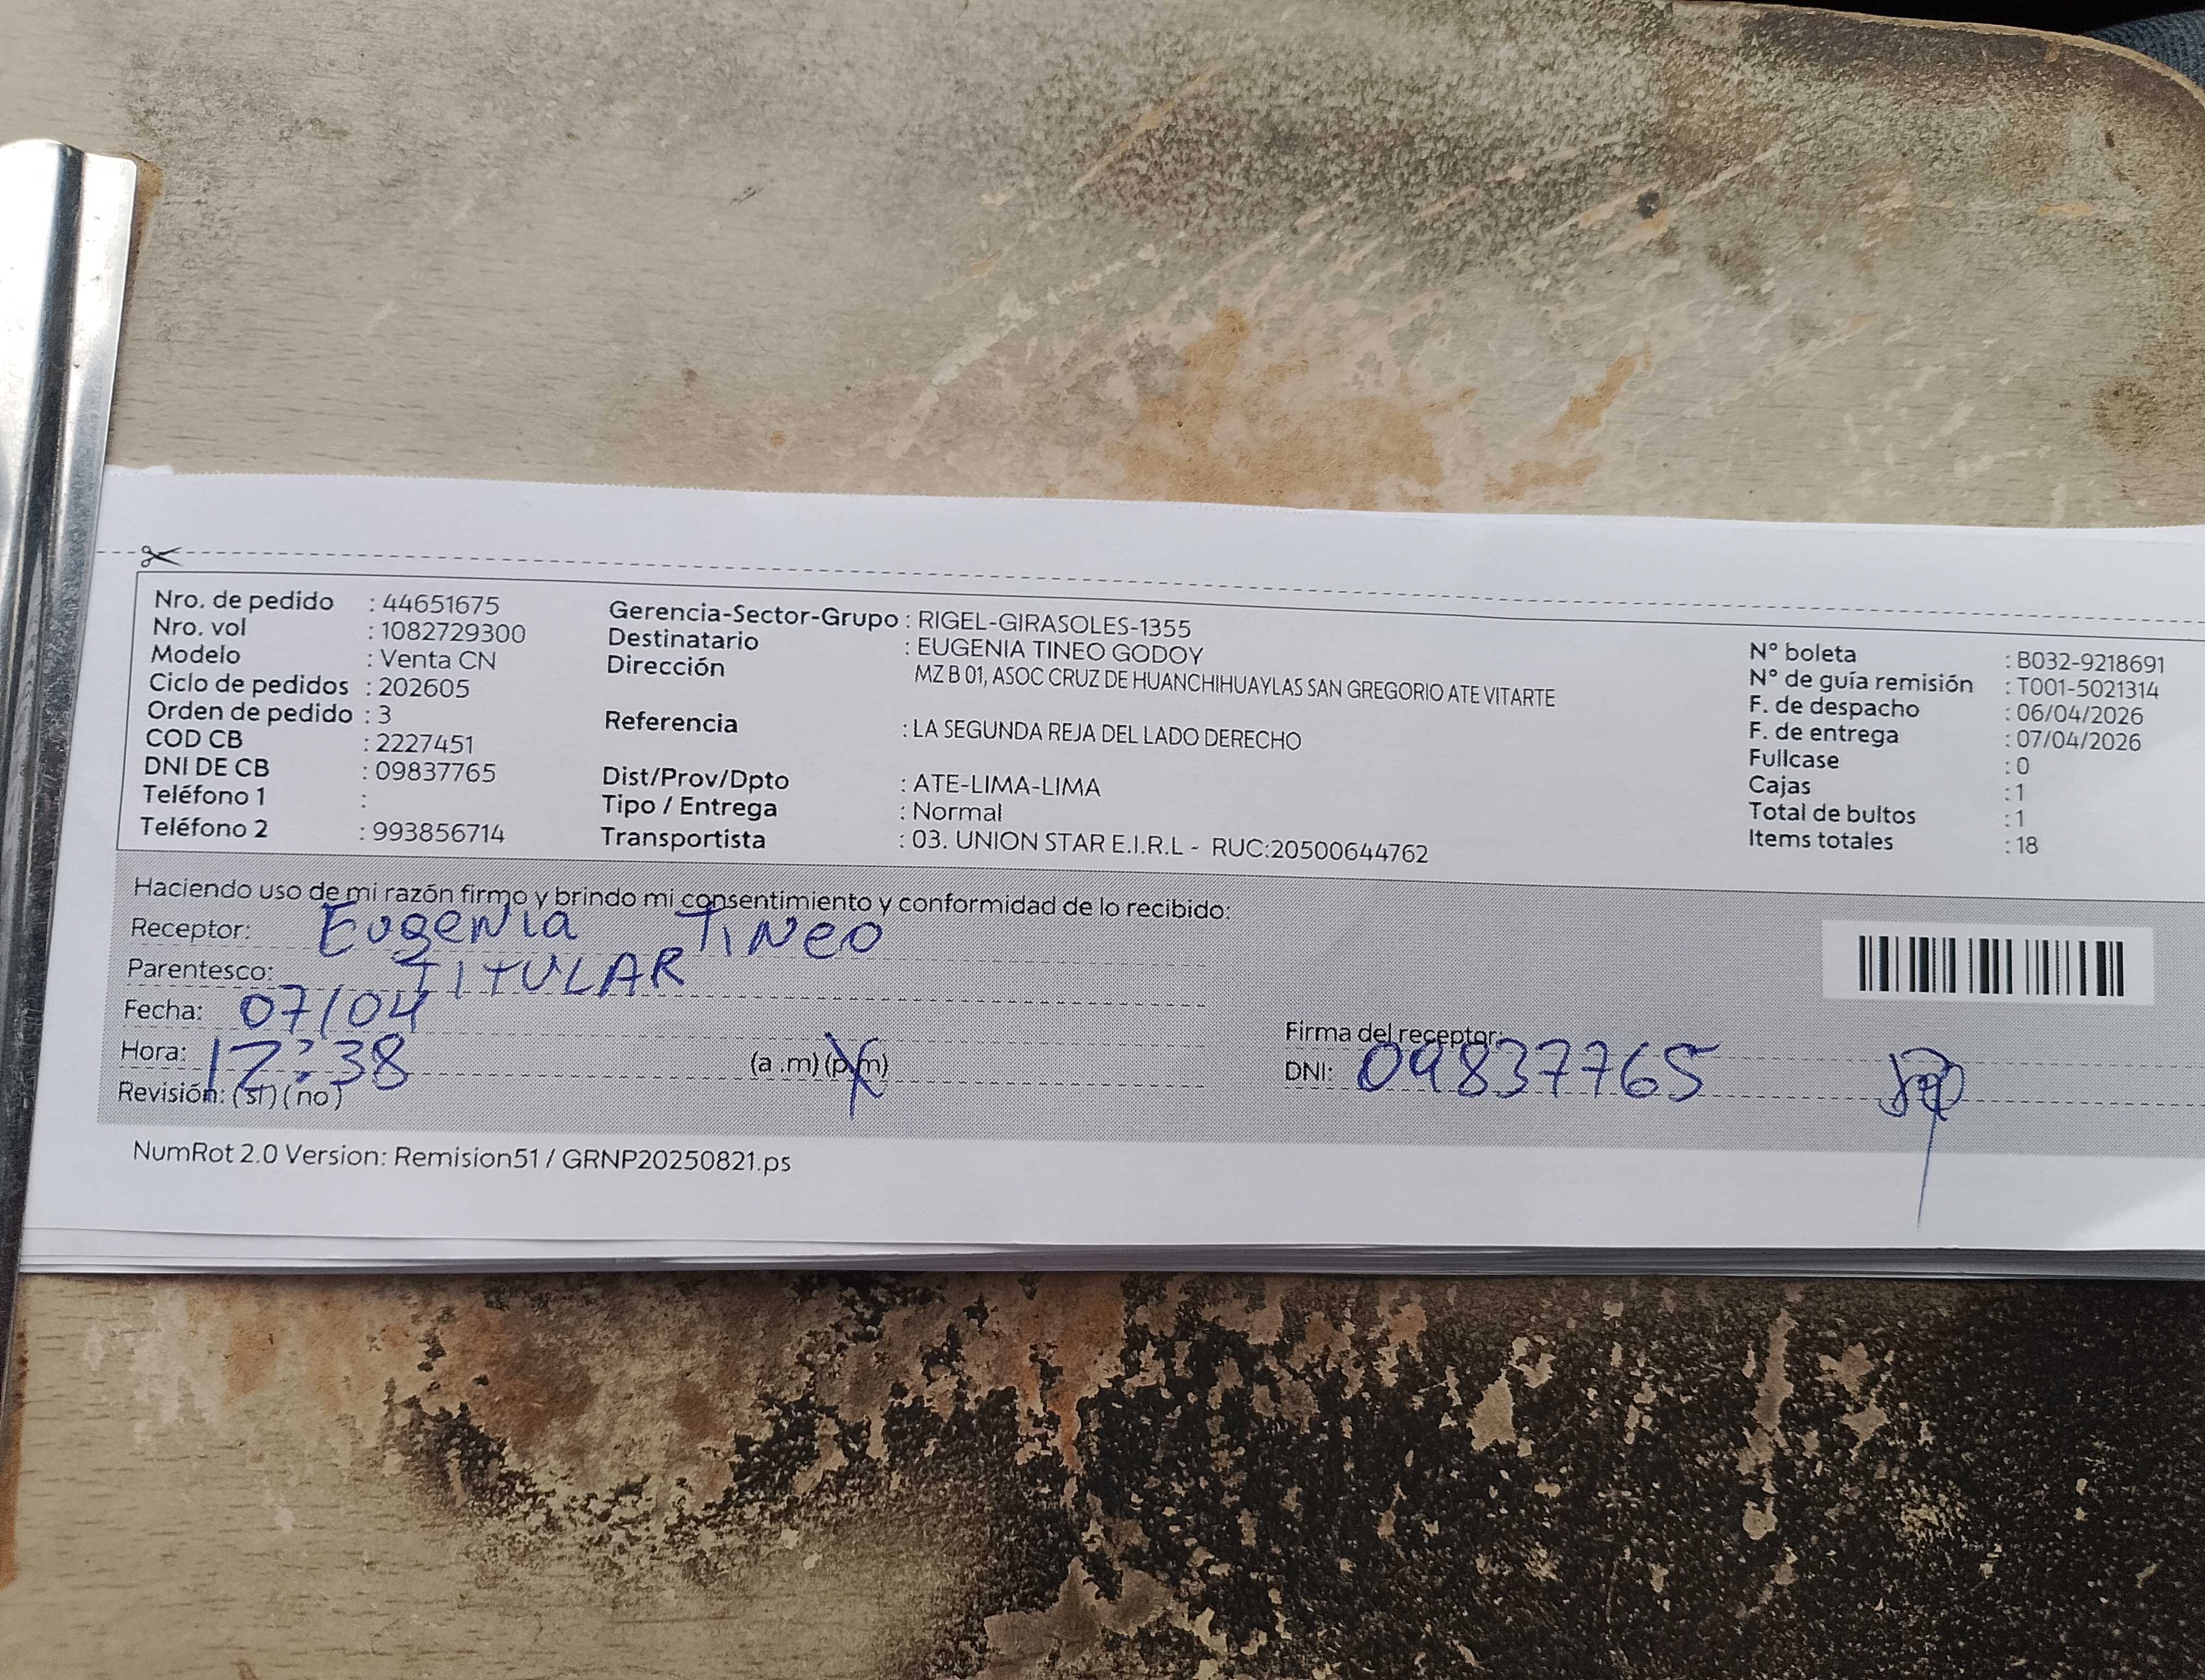 Nro. de pedido : 44651675
Nro. vol : 1082729300
Modelo : Venta CN
Ciclo de pedidos : 202605
Orden de pedido : 3
COD CB : 2227451
DNI DE CB : 09837765
Teléfono 1 :
Teléfono 2 : 993856714
Gerencia-Sector-Grupo : RIGEL-GIRASOLES-1355
Destinatario : EUGENIA TINEO GODOY
Dirección MZ B 01, ASOC CRUZ DE HUANCHIHUAYLAS SAN GREGORIO ATE VITARTE
Referencia : LA SEGUNDA REJA DEL LADO DERECHO
Dist/Prov/Dpto : ATE-LIMA-LIMA
Tipo / Entrega : Normal
Transportista : 03. UNION STAR E.I.R.L - RUC:20500644762
N° boleta : B032-9218691
N° de guía remisión : T001-5021314
F. de despacho : 06/04/2026
F. de entrega : 07/04/2026
Fullcase : 0
Cajas : 1
Total de bultos : 1
Items totales : 18
Haciendo uso de mi razón firmo y brindo mi consentimiento y conformidad de lo recibido:
Receptor: Eugenia Tineo
Parentesco: TITULAR
Fecha: 07/04
Hora: 12:38 (a .m) (p.m)
Revisión: (si) (no)
Firma del receptor:
DNI: 09837765
NumRot 2.0 Version: Remision51 / GRNP20250821.ps